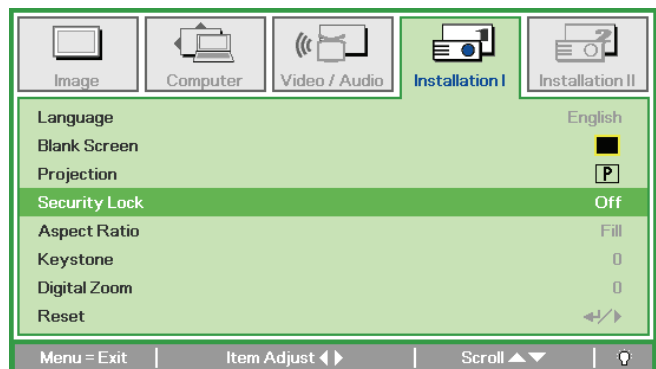 Image Computer Video / Audio Installation I Installation II
Language English
Blank Screen
Projection P
Security Lock Off
Aspect Ratio Fill
Keystone 0
Digital Zoom 0
Reset
Menu = Exit Item Adjust Scroll